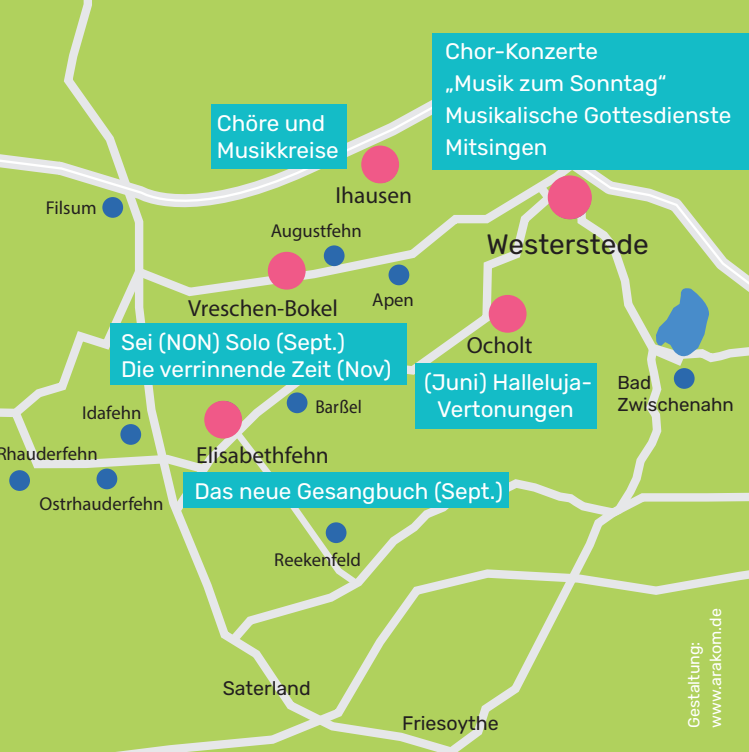 Chor-Konzerte
„Musik zum Sonntag“
Musikalische Gottesdienste
Mitsingen
Chöre und
Musikkreise
Ihausen
Filsum
Augustfehn
Westerstede
Vreschen-Bokel
Apen
Sei (NON) Solo (Sept.)
Die verrinnende Zeit (Nov)
Ocholt
(Juni) Halleluja-
Vertonungen
Bad
Zwischenahn
Idafehn
Barßel
Rhauderfehn
Elisabethfehn
Ostrhauderfehn
Das neue Gesangbuch (Sept.)
Reekenfeld
Saterland
Friesoythe
Gestaltung:
www.arakom.de